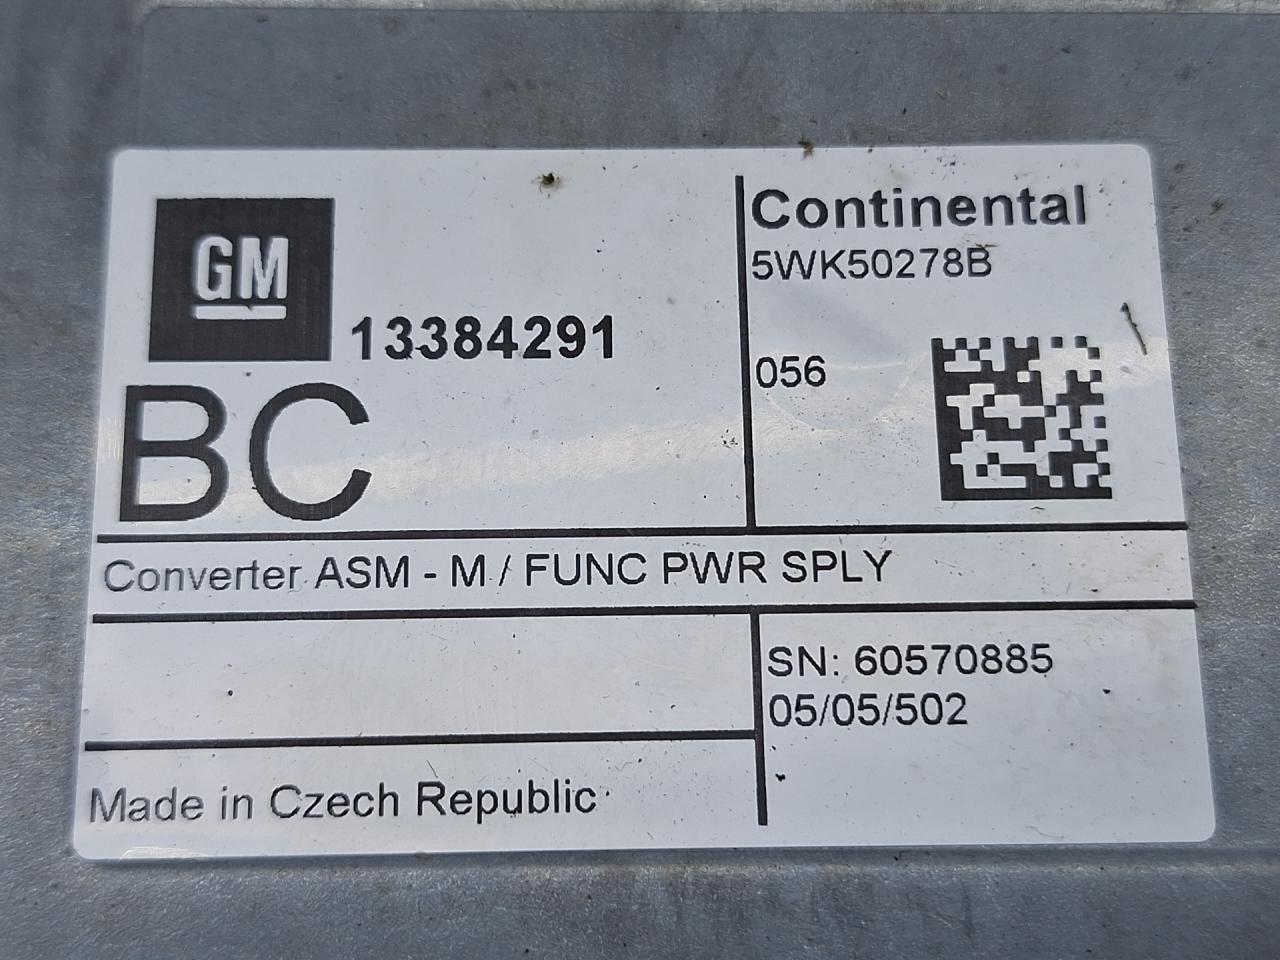 GM
13384291
BC
Continental
5WK50278B
056
Converter ASM - M / FUNC PWR SPLY
SN: 60570885
05/05/502
Made in Czech Republic